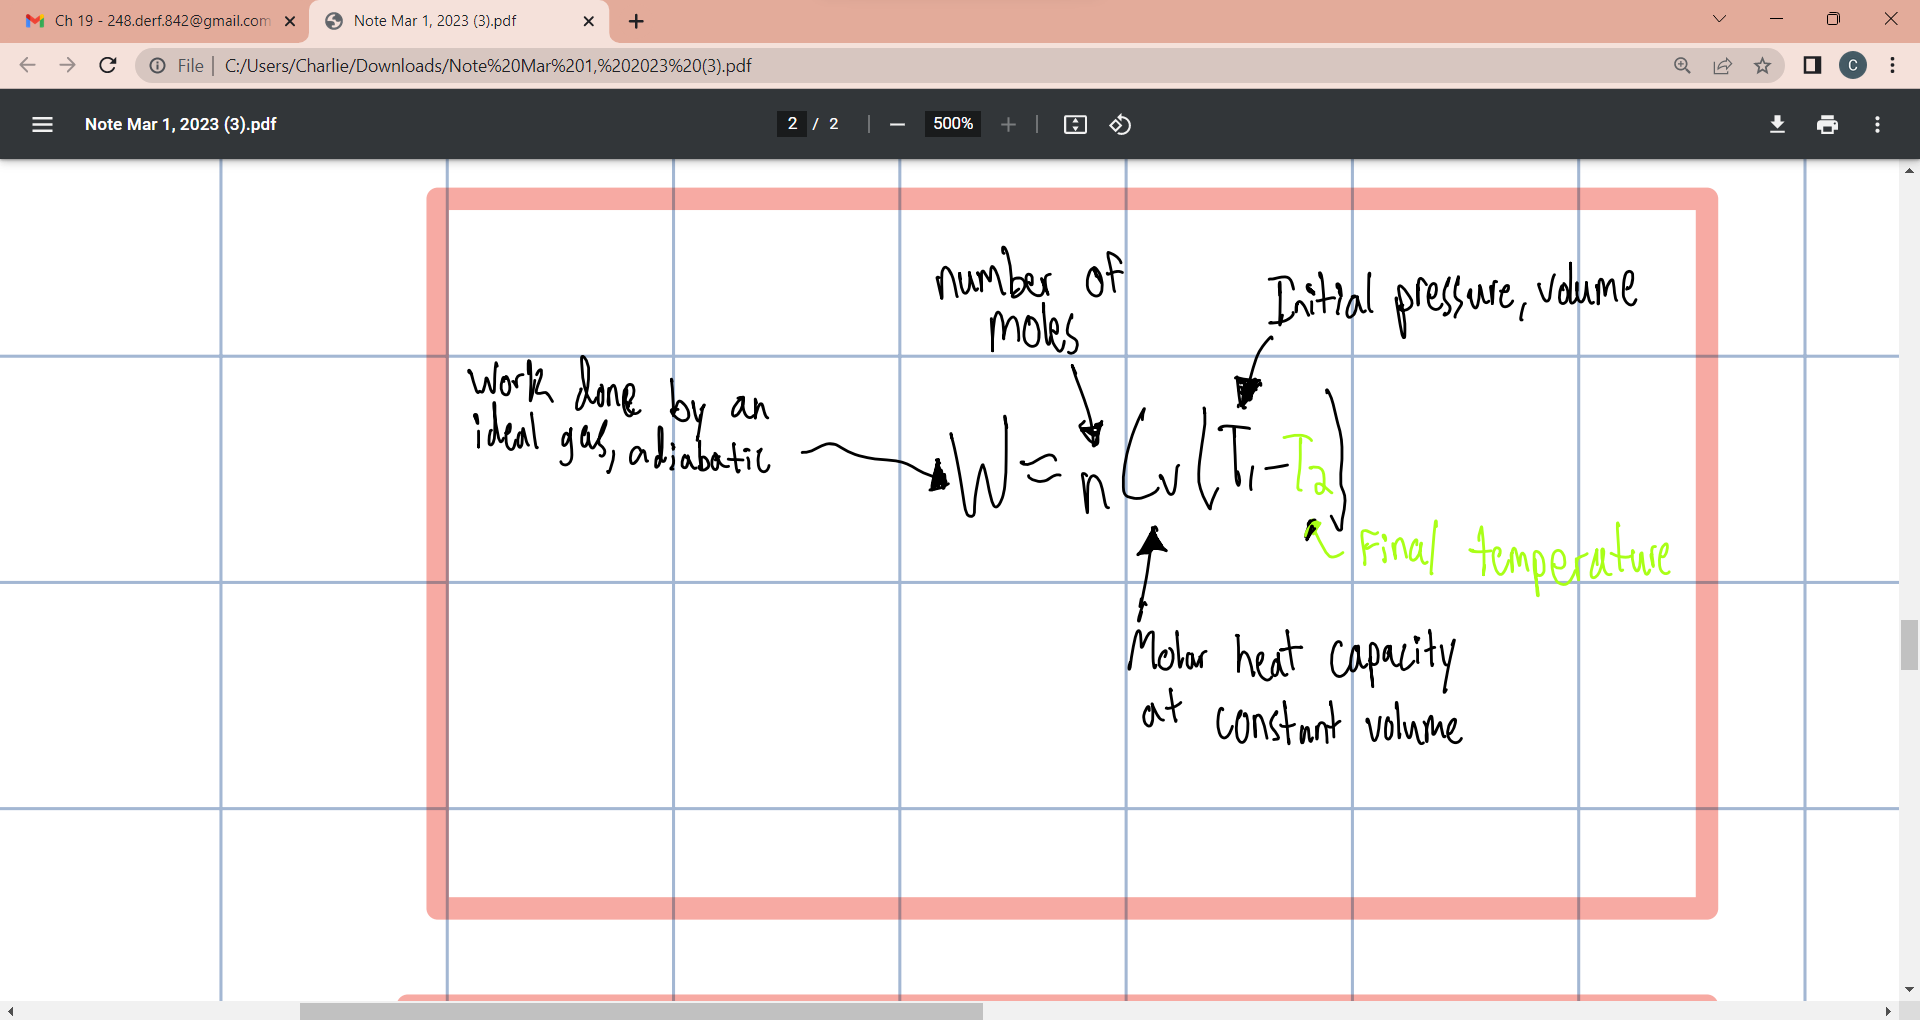 Ch 19 - 248.derf.842@gmail.com
Note Mar 1, 2023 (3).pdf
File
C:/Users/Charlie/Downloads/Note%20Mar%201,%202023%20(3).pdf
C
Note Mar 1, 2023 (3).pdf
2 / 2
500%
number of
moles
Initial pressure, volume
Work done by an
ideal gas, adiabatic
W = n Cv (T1 - T2)
Final temperature
Molar heat capacity
at constant volume